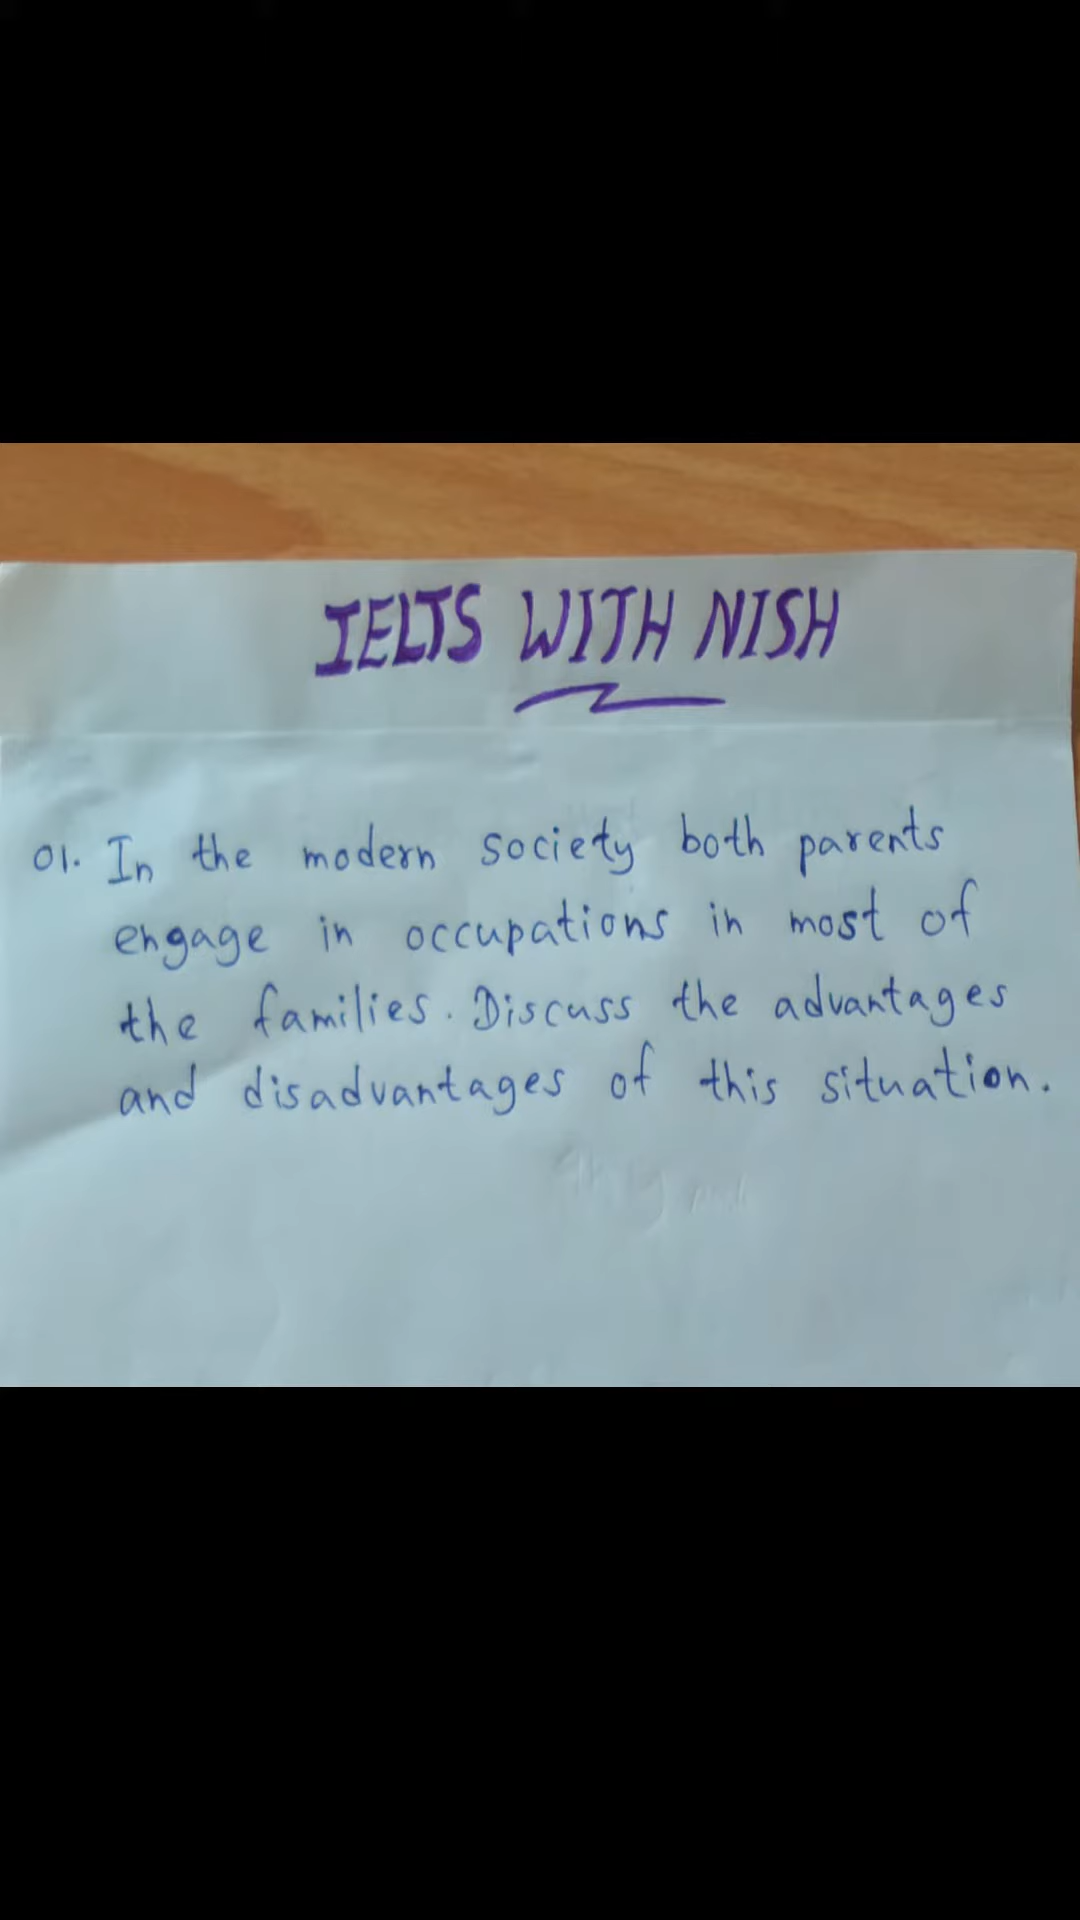 IELTS WITH NISH
01. In the modern society both parents
engage in occupations in most of
the families. Discuss the advantages
and disadvantages of this situation.